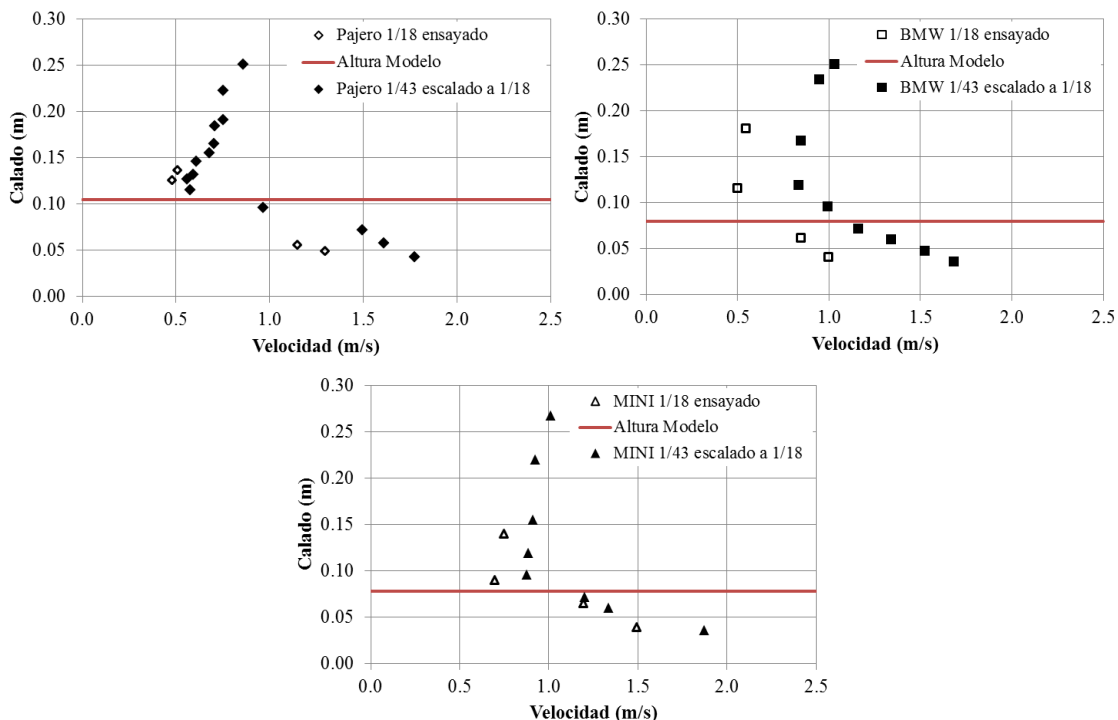 0.30
0.25
0.20
0.15
0.10
0.05
0.00
Calado (m)
Pajero 1/18 ensayado
Altura Modelo
Pajero 1/43 escalado a 1/18
0.0 0.5 1.0 1.5 2.0 2.5
Velocidad (m/s)
0.30
0.25
0.20
0.15
0.10
0.05
0.00
Calado (m)
BMW 1/18 ensayado
Altura Modelo
BMW 1/43 escalado a 1/18
0.0 0.5 1.0 1.5 2.0 2.5
Velocidad (m/s)
0.30
0.25
0.20
0.15
0.10
0.05
0.00
Calado (m)
MINI 1/18 ensayado
Altura Modelo
MINI 1/43 escalado a 1/18
0.0 0.5 1.0 1.5 2.0 2.5
Velocidad (m/s)